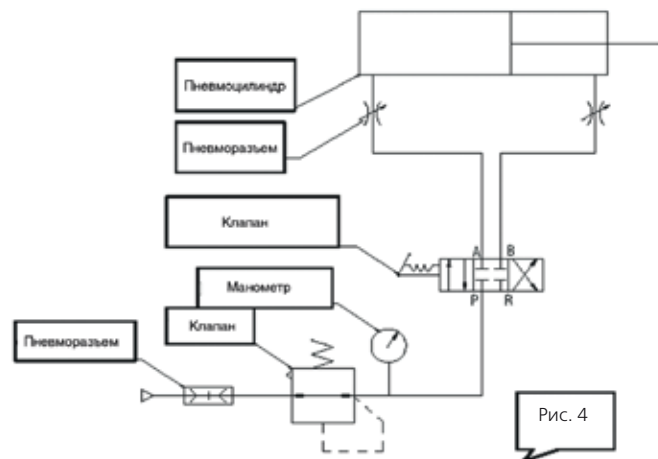 Пневмоцилиндр
Пневморазъем
Клапан
A B
P R
Манометр
Клапан
Пневморазъем
Рис. 4